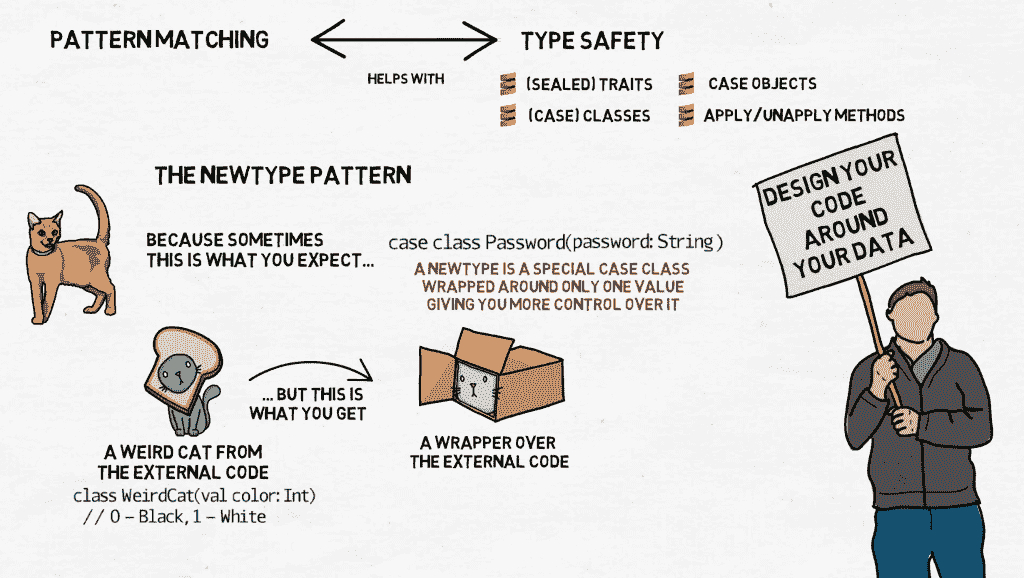 PATTERN MATCHING
HELPS WITH
TYPE SAFETY
(SEALED) TRAITS
CASE OBJECTS
(CASE) CLASSES
APPLY/UNAPPLY METHODS
THE NEWTYPE PATTERN
BECAUSE SOMETIMES
THIS IS WHAT YOU EXPECT...
case class Password(password: String)
A NEWTYPE IS A SPECIAL CASE CLASS
WRAPPED AROUND ONLY ONE VALUE
GIVING YOU MORE CONTROL OVER IT
DESIGN YOUR
CODE
AROUND
YOUR DATA
... BUT THIS IS
WHAT YOU GET
A WEIRD CAT FROM
THE EXTERNAL CODE
class WeirdCat(val color: Int)
// 0 – Black, 1 – White
A WRAPPER OVER
THE EXTERNAL CODE